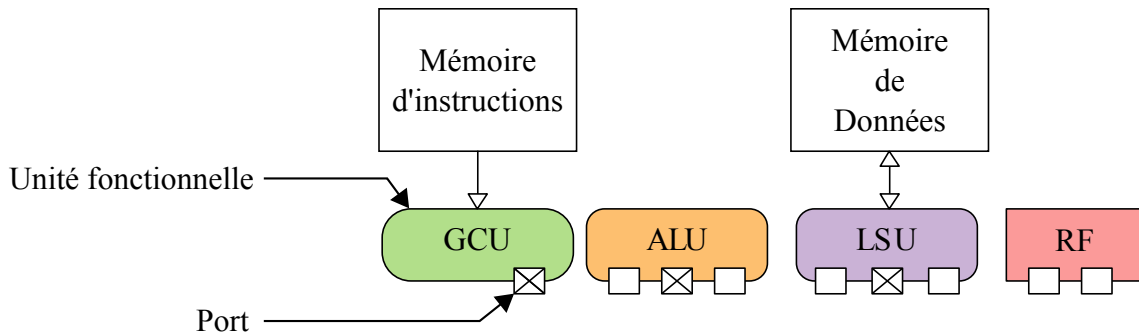 Mémoire
d'instructions
Mémoire
de
Données
Unité fonctionnelle
GCU
ALU
LSU
RF
Port